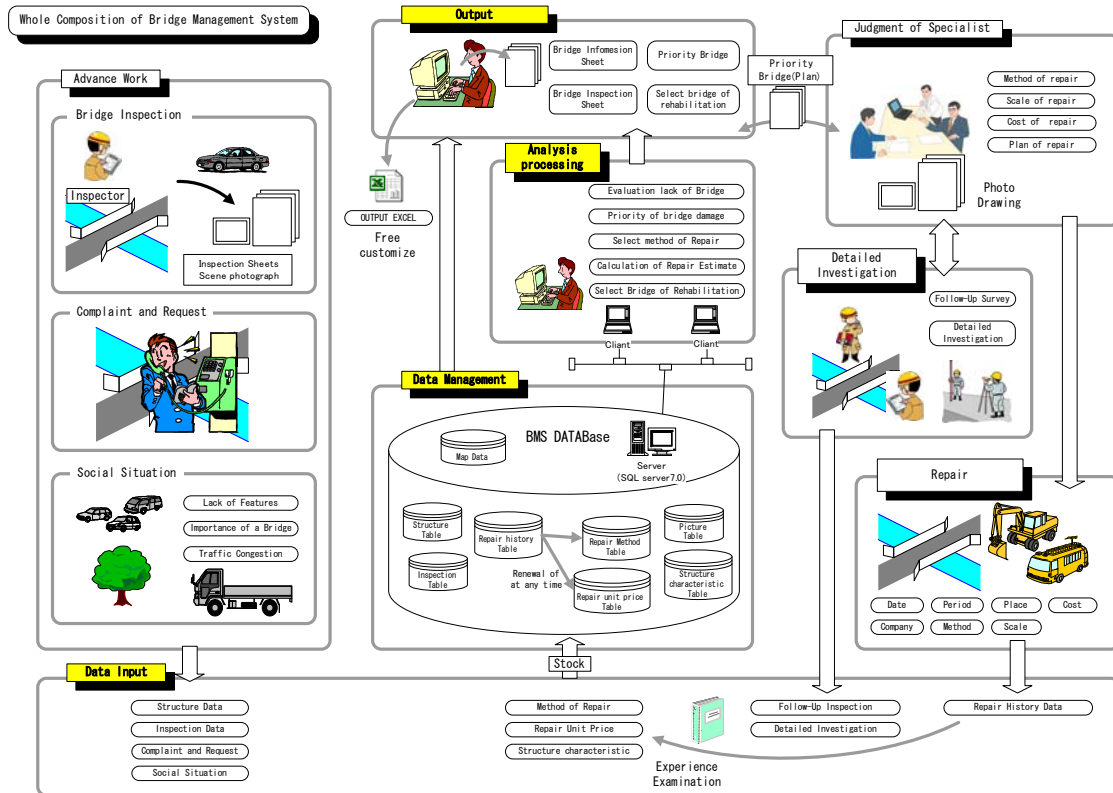 Whole Composition of Bridge Management System
Advance Work
Bridge Inspection
Inspector
Inspection Sheets
Scene photograph
Complaint and Request
Social Situation
Lack of Features
Importance of a Bridge
Traffic Congestion
Output
Bridge Infomesion
Sheet
Priority Bridge
Bridge Inspection
Sheet
Select bridge of
rehabilitation
OUTPUT EXCEL
Free
customize
Priority
Bridge(Plan)
Judgment of Specialist
Method of repair
Scale of repair
Cost of repair
Plan of repair
Photo
Drawing
Analysis
processing
Evaluation lack of Bridge
Priority of bridge damage
Select method of Repair
Calculation of Repair Estimate
Select Bridge of Rehabilitation
Client
Client
Detailed
Investigation
Follow-Up Survey
Detailed
Investigation
Data Management
BMS DATABase
Map Data
Server
(SQL server7.0)
Structure
Table
Repair history
Table
Repair Method
Table
Picture
Table
Inspection
Table
Renewal of
at any time
Repair unit price
Table
Structure
characteristic
Table
Repair
Date
Period
Place
Cost
Company
Method
Scale
Stock
Data Input
Structure Data
Inspection Data
Complaint and Request
Social Situation
Method of Repair
Repair Unit Price
Structure characteristic
Follow-Up Inspection
Detailed Investigation
Repair History Data
Experience
Examination